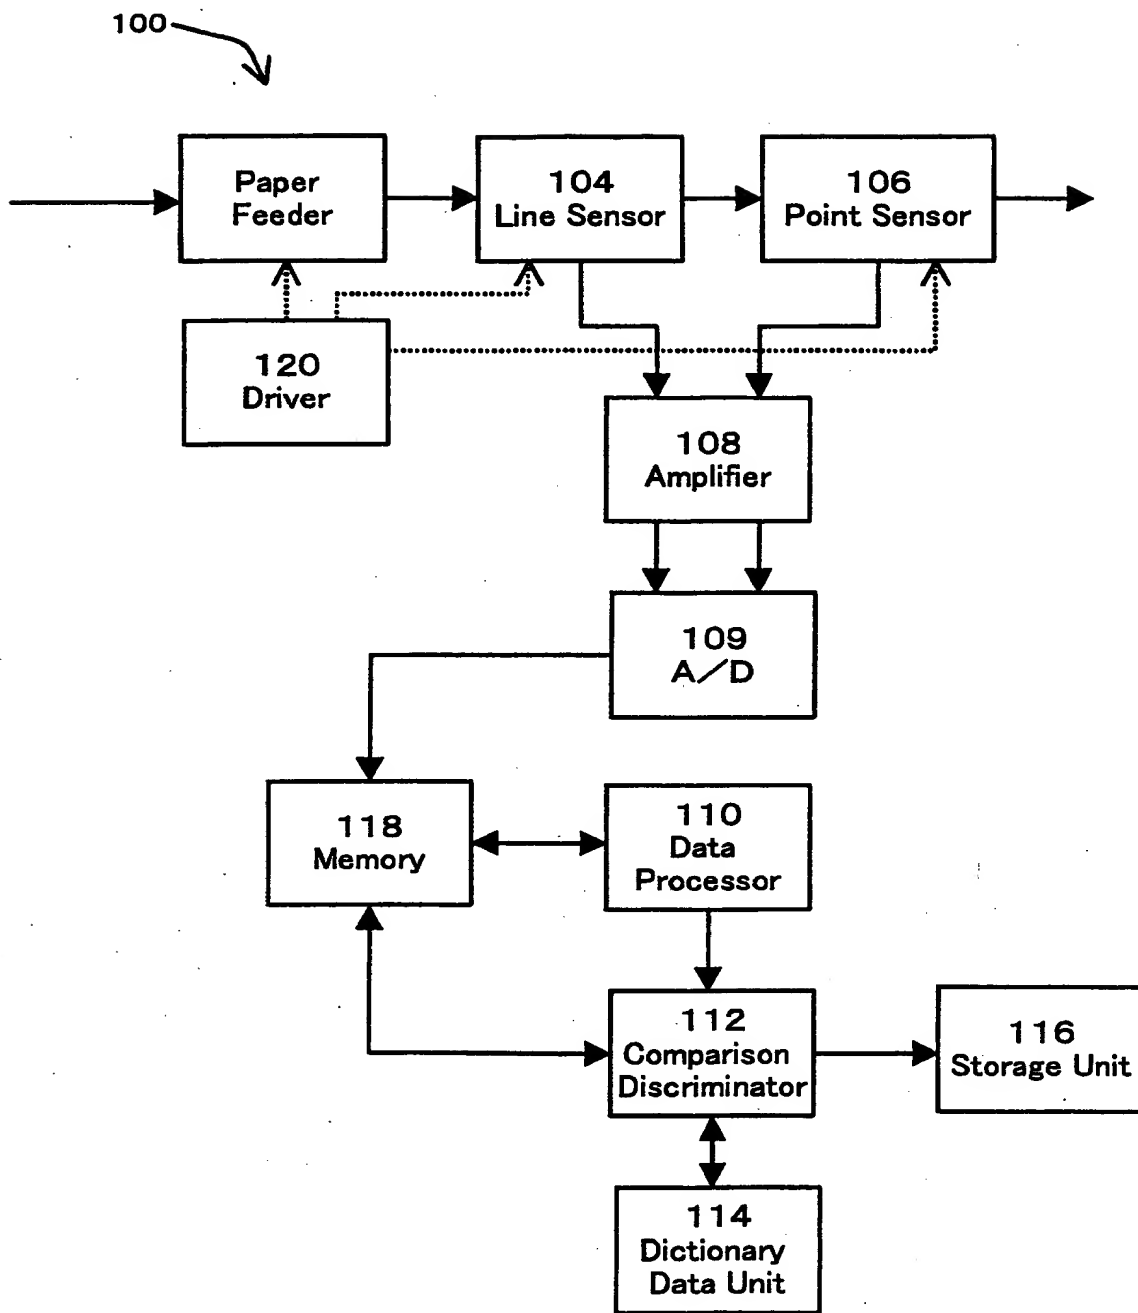 100
Paper
Feeder
104
Line Sensor
106
Point Sensor
120
Driver
108
Amplifier
109
A／D
118
Memory
110
Data
Processor
112
Comparison
Discriminator
116
Storage Unit
114
Dictionary
Data Unit